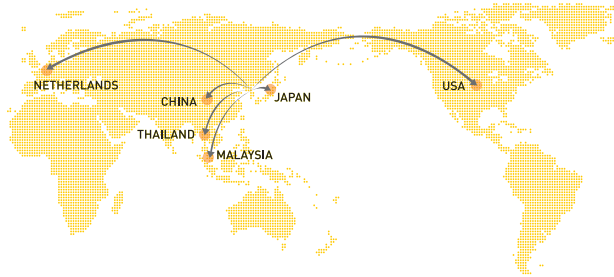 NETHERLANDS
CHINA
JAPAN
USA
THAILAND
MALAYSIA